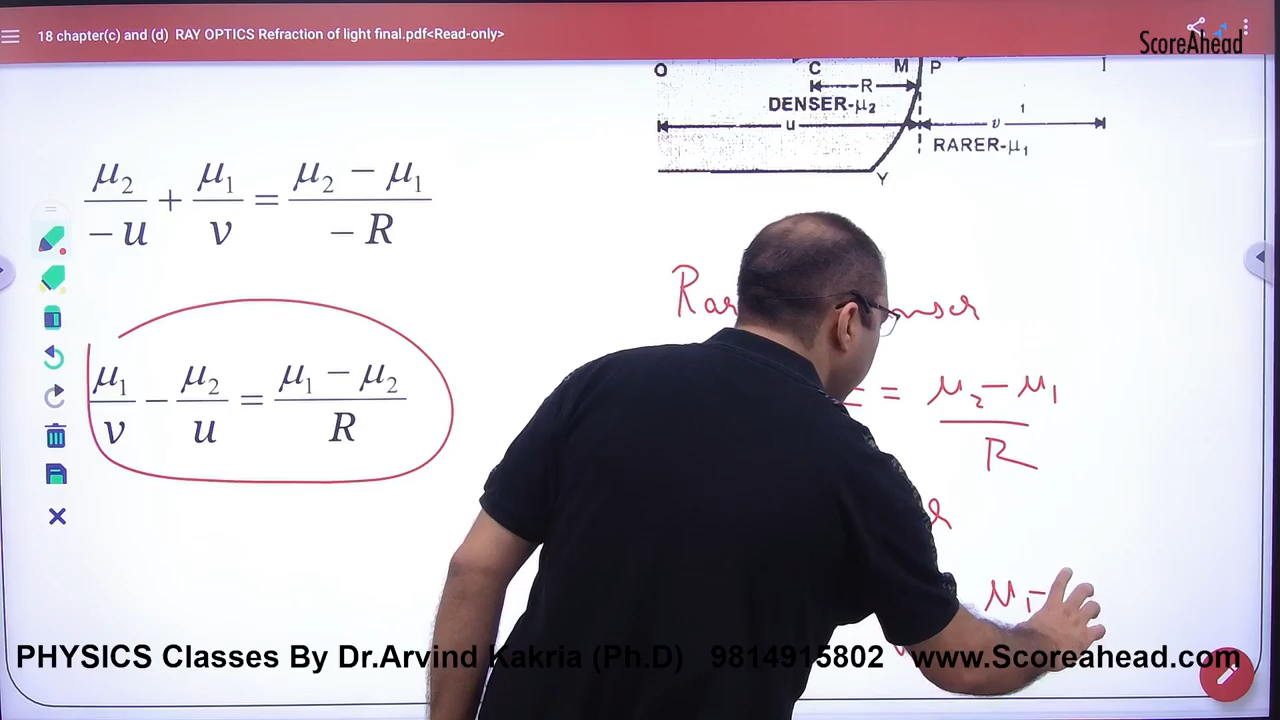 18 chapter(c) and (d) RAY OPTICS Refraction of light final.pdf<Read-only>
ScoreAhead
O C M P I
R
DENSER-μ₂
u v 1
RARER-μ₁
Y
μ₂/−u + μ₁/v = (μ₂ − μ₁)/−R
μ₁/v − μ₂/u = (μ₁ − μ₂)/R
= (μ₂ − μ₁)/R
μ₁ −
PHYSICS Classes By Dr.Arvind Kakria (Ph.D) 9814915802 www.Scoreahead.com